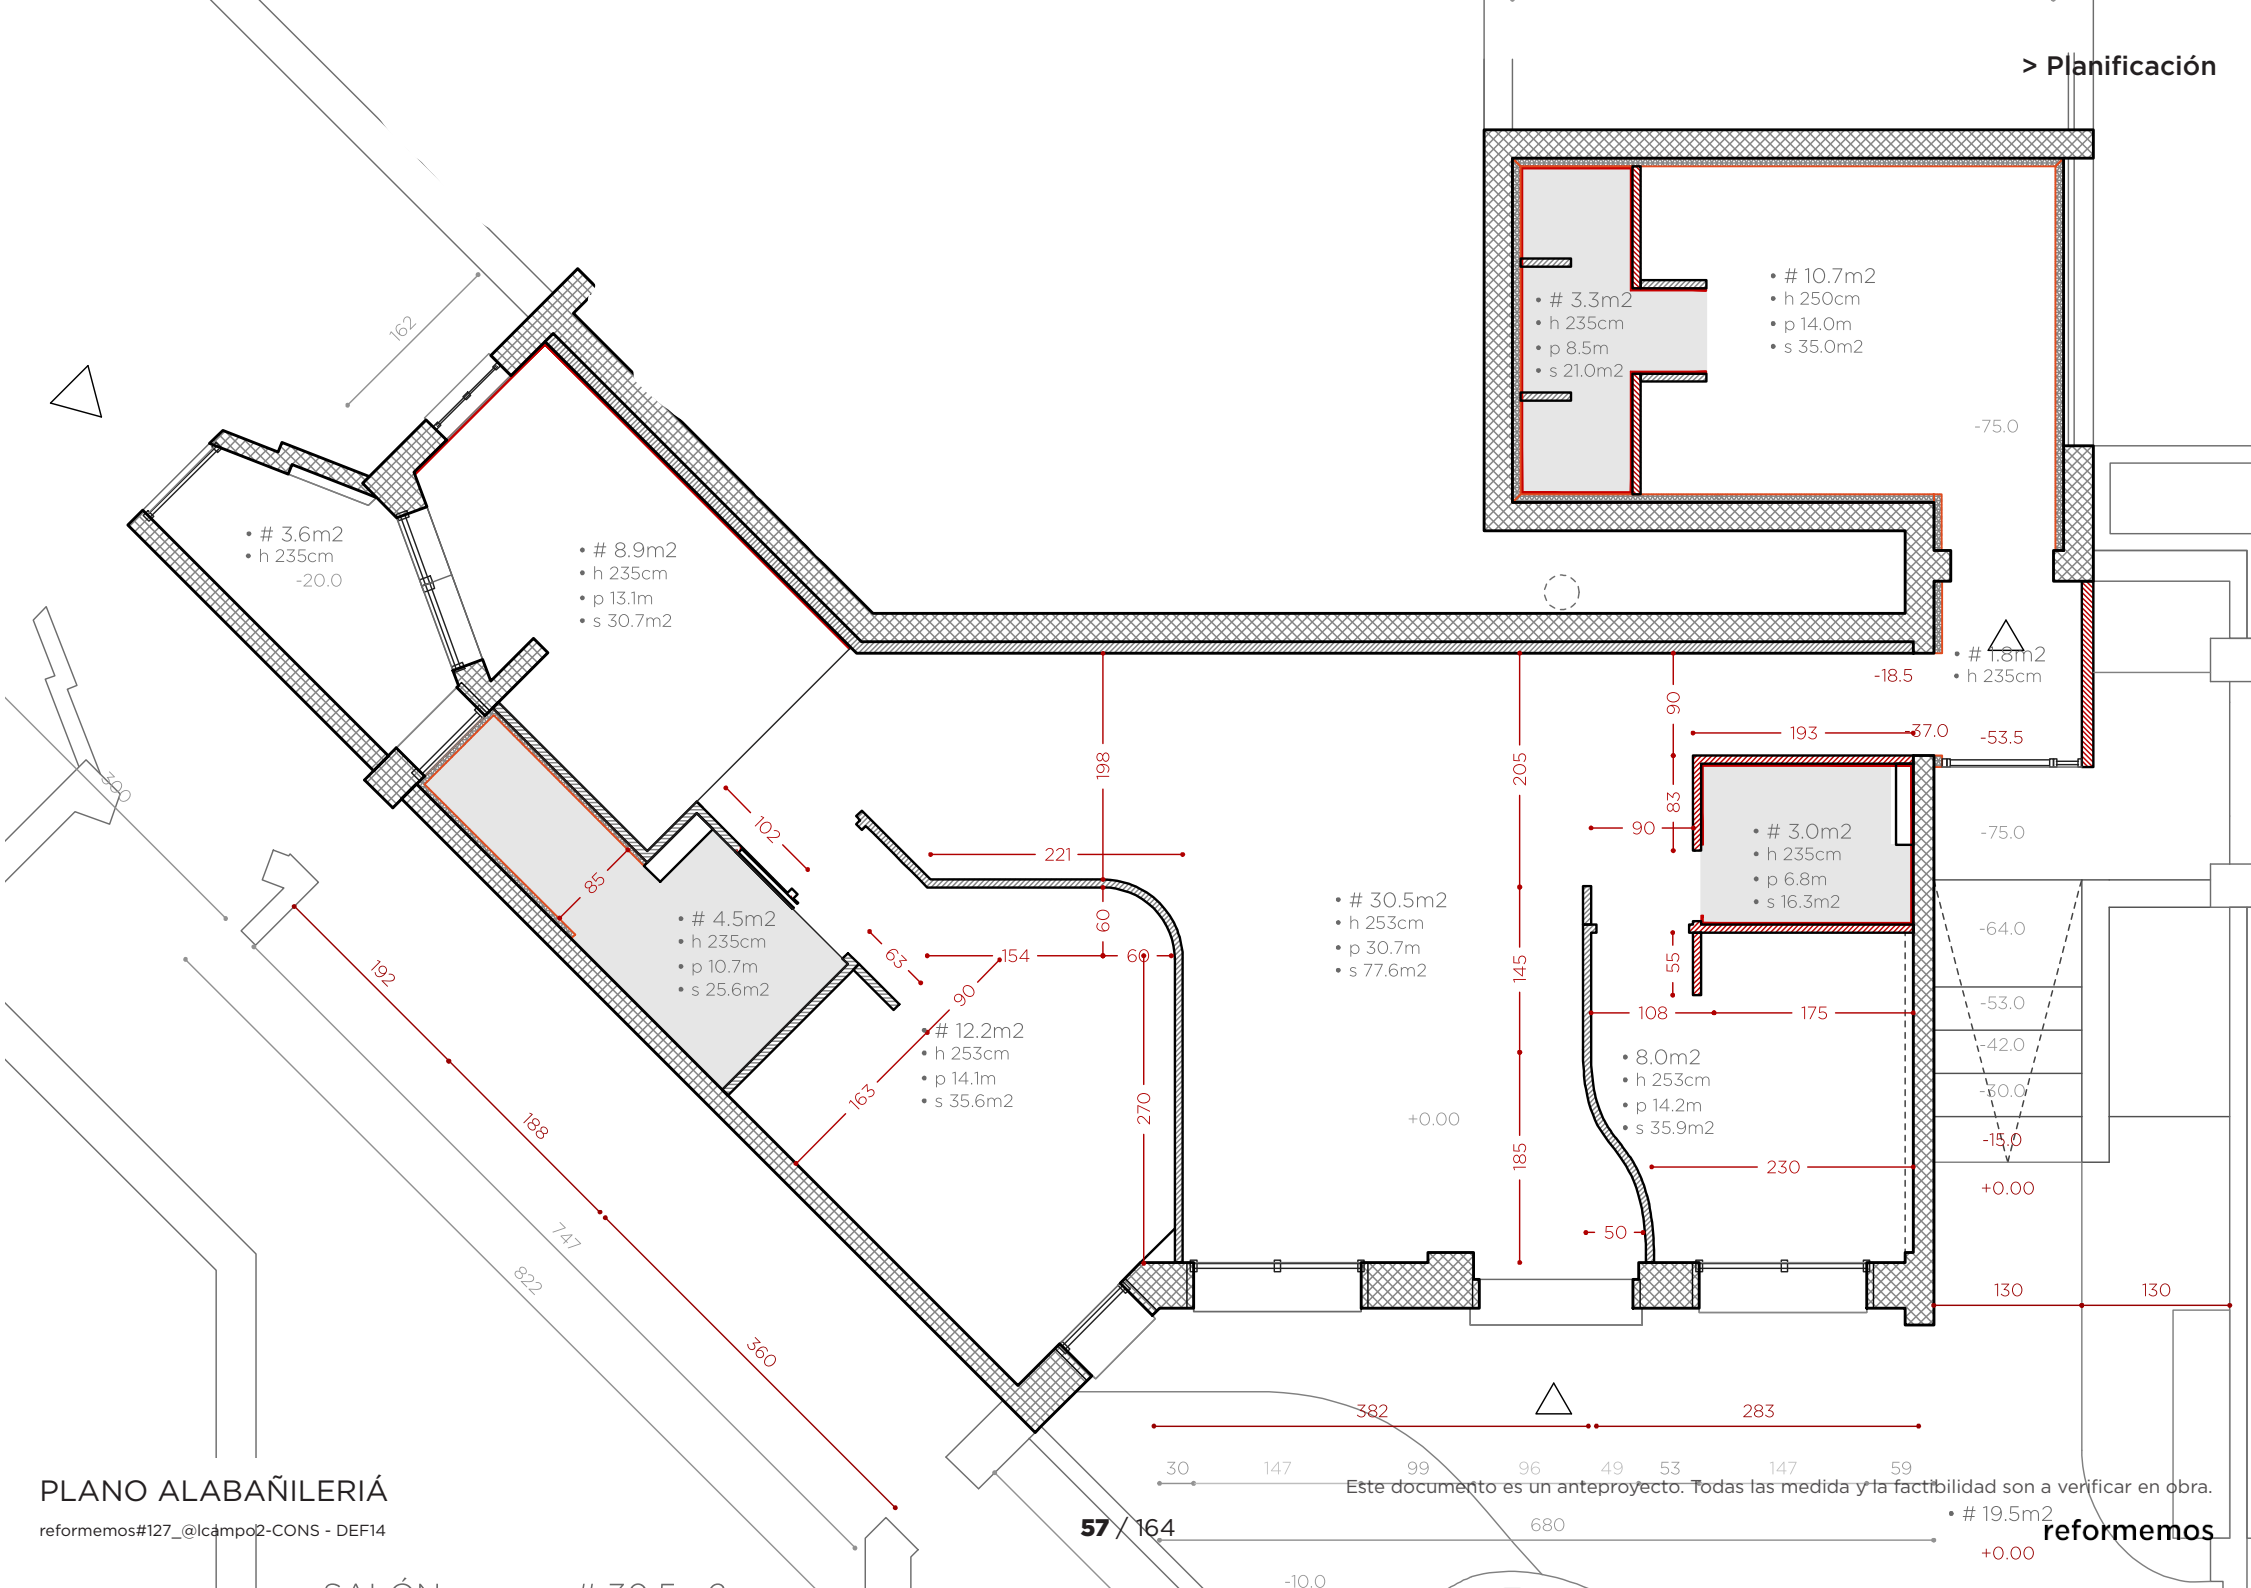 > Planificación
162
• # 10.7m2
• h 250cm
• p 14.0m
• s 35.0m2
• # 3.3m2
• h 235cm
• p 8.5m
• s 21.0m2
-75.0
• # 3.6m2
• h 235cm
-20.0
• # 8.9m2
• h 235cm
• p 13.1m
• s 30.7m2
• # 1.8m2
• h 235cm
-18.5
90
193
-37.0
-53.5
198
205
300
102
83
90
• # 3.0m2
• h 235cm
• p 6.8m
• s 16.3m2
-75.0
221
85
• # 4.5m2
• h 235cm
• p 10.7m
• s 25.6m2
60
63
154
60
• # 30.5m2
• h 253cm
• p 30.7m
• s 77.6m2
145
55
-64.0
192
90
108
175
-53.0
• # 12.2m2
• h 253cm
• p 14.1m
• s 35.6m2
• 8.0m2
• h 253cm
• p 14.2m
• s 35.9m2
-42.0
-30.0
163
270
188
+0.00
185
-15.0
230
+0.00
747
822
50
130
130
360
382
283
30
147
99
96
49
53
147
59
PLANO ALABAÑILERIÁ
Este documento es un anteproyecto. Todas las medida y la factibilidad son a verificar en obra.
• # 19.5m2
reformemos#127_@lcampo2-CONS - DEF14
57 / 164
680
reformemos
+0.00
-10.0